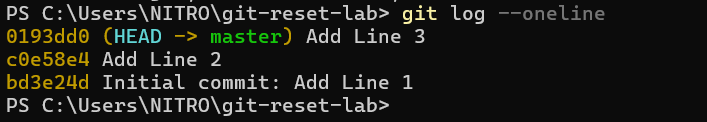 PS C:\Users\NITRO\git-reset-lab> git log --oneline
0193dd0 (HEAD -> master) Add Line 3
c0e58e4 Add Line 2
bd3e24d Initial commit: Add Line 1
PS C:\Users\NITRO\git-reset-lab>